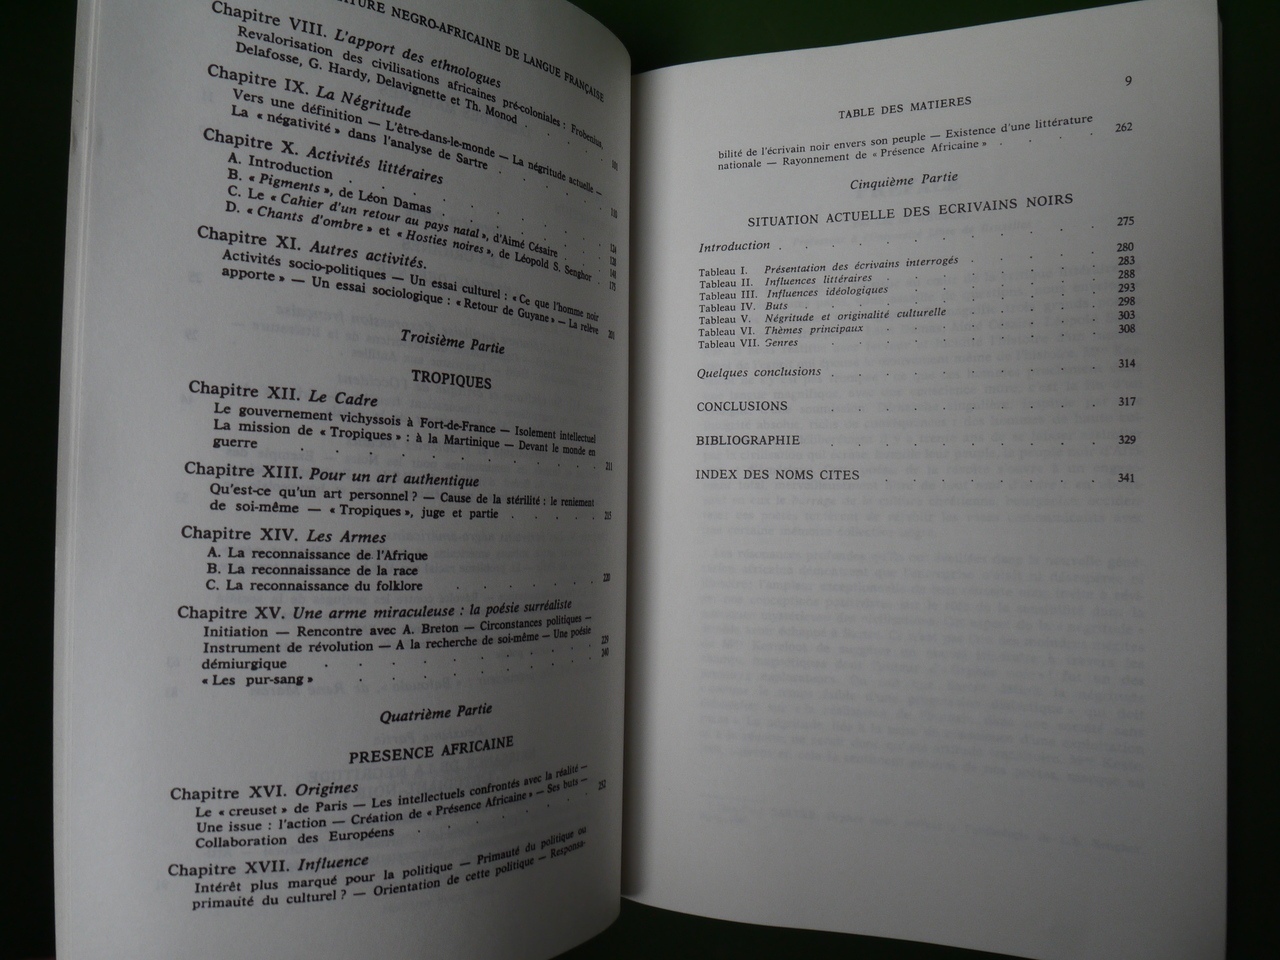 NEGRO-AFRICAINE DE LANGUE FRANÇAISE
Chapitre VIII. L'apport des ethnologues
Revalorisation des civilisations africaines pré-coloniales : Frobenius,
Delafosse, G. Hardy, Delavignette et Th. Monod . . .
Chapitre IX. La Négritude
Vers une définition — L'être-dans-le-monde — La négritude actuelle —
La « négativité » dans l'analyse de Sartre . . . .
Chapitre X. Activités littéraires
A. Introduction . . . .
B. « Pigments », de Léon Damas . . . .
C. Le « Cahier d'un retour au pays natal », d'Aimé Césaire . . .
D. « Chants d'ombre » et « Hosties noires », de Léopold S. Senghor .
Chapitre XI. Autres activités.
Activités socio-politiques — Un essai culturel : « Ce que l'homme noir
apporte » — Un essai sociologique : « Retour de Guyane » — La relève
Troisième Partie
TROPIQUES
Chapitre XII. Le Cadre
Le gouvernement vichyssois à Fort-de-France — Isolement intellectuel
La mission de « Tropiques » : à la Martinique — Devant le monde en
guerre . . . . . . . . . 211
Chapitre XIII. Pour un art authentique
Qu'est-ce qu'un art personnel ? — Cause de la stérilité : le reniement
de soi-même — « Tropiques », juge et partie . . . . . 215
Chapitre XIV. Les Armes
A. La reconnaissance de l'Afrique
B. La reconnaissance de la race
C. La reconnaissance du folklore . . . . . . 220
Chapitre XV. Une arme miraculeuse : la poésie surréaliste
Initiation — Rencontre avec A. Breton — Circonstances politiques —
Instrument de révolution — A la recherche de soi-même — Une poésie
démiurgique . . . . . . . . 229
« Les pur-sang » . . . . . . . 240
Quatrième Partie
PRESENCE AFRICAINE
Chapitre XVI. Origines
Le « creuset » de Paris — Les intellectuels confrontés avec la réalité —
Une issue : l'action — Création de « Présence Africaine » — Ses buts —
Collaboration des Européens . . . . . .
Chapitre XVII. Influence
Intérêt plus marqué pour la politique — Primauté du politique ou
primauté du culturel ? — Orientation de cette politique — Responsa-
9
TABLE DES MATIERES
bilité de l'écrivain noir envers son peuple — Existence d'une littérature
nationale — Rayonnement de « Présence Africaine » . . . . 262
Cinquième Partie
SITUATION ACTUELLE DES ECRIVAINS NOIRS
Introduction . . . . . . . . . 275
Tableau I. Présentation des écrivains interrogés . . . . . 280
Tableau II. Influences littéraires . . . . . . 283
Tableau III. Influences idéologiques . . . . . . 288
Tableau IV. Buts . . . . . . . . 293
Tableau V. Négritude et originalité culturelle . . . . . 298
Tableau VI. Thèmes principaux . . . . . . 303
Tableau VII. Genres . . . . . . . 308
Quelques conclusions . . . . . . . . 314
CONCLUSIONS . . . . . . . . 317
BIBLIOGRAPHIE . . . . . . . . 329
INDEX DES NOMS CITES . . . . . . . 341